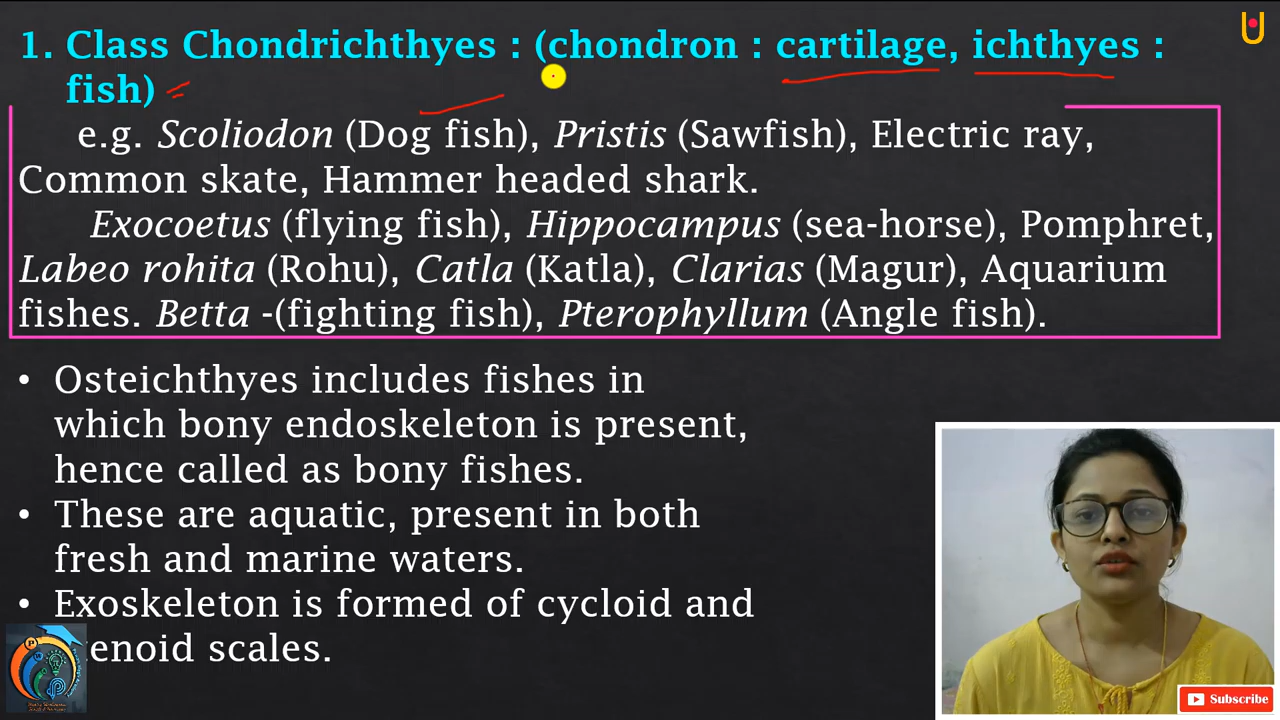 1. Class Chondrichthyes : (chondron : cartilage, ichthyes :
fish)
e.g. Scoliodon (Dog fish), Pristis (Sawfish), Electric ray,
Common skate, Hammer headed shark.
Exocoetus (flying fish), Hippocampus (sea-horse), Pomphret,
Labeo rohita (Rohu), Catla (Katla), Clarias (Magur), Aquarium
fishes. Betta -(fighting fish), Pterophyllum (Angle fish).
• Osteichthyes includes fishes in
which bony endoskeleton is present,
hence called as bony fishes.
• These are aquatic, present in both
fresh and marine waters.
• Exoskeleton is formed of cycloid and
tenoid scales.
Subscribe